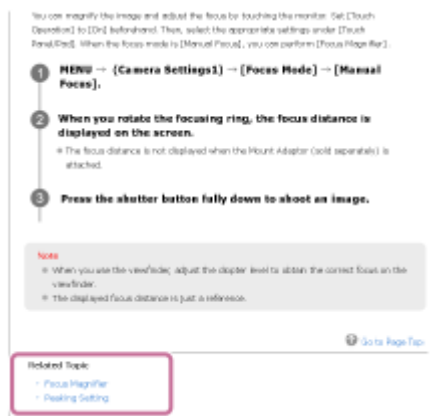 You can magnify the image and adjust the focus by touching the monitor. Set [Touch
Operation] to [On] beforehand. Then, select the appropriate settings under [Touch
Panel/Pad]. When the focus mode is [Manual Focus], you can perform [Focus Magnifier].
1 MENU → (Camera Settings1) → [Focus Mode] → [Manual
Focus].
2 When you rotate the focusing ring, the focus distance is
displayed on the screen.
The focus distance is not displayed when the Mount Adaptor (sold separately) is
attached.
3 Press the shutter button fully down to shoot an image.
Note
When you use the viewfinder, adjust the diopter level to obtain the correct focus on the
viewfinder.
The displayed focus distance is just a reference.
Go to Page Top
Related Topic
Focus Magnifier
Peaking Setting